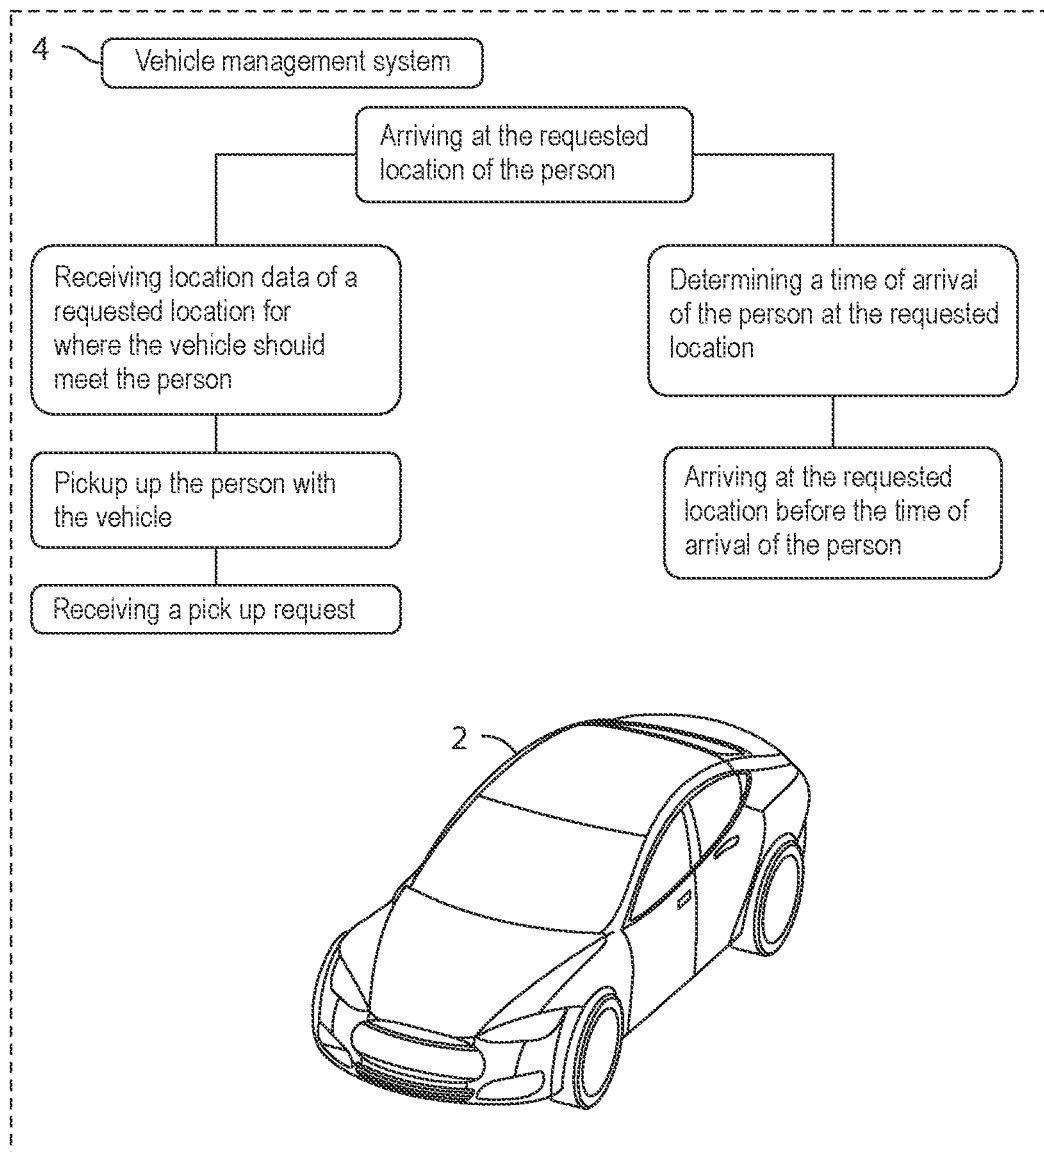 4
Vehicle management system
Arriving at the requested
location of the person
Receiving location data of a
requested location for
where the vehicle should
meet the person
Pickup up the person with
the vehicle
Receiving a pick up request
Determining a time of arrival
of the person at the requested
location
Arriving at the requested
location before the time of
arrival of the person
2